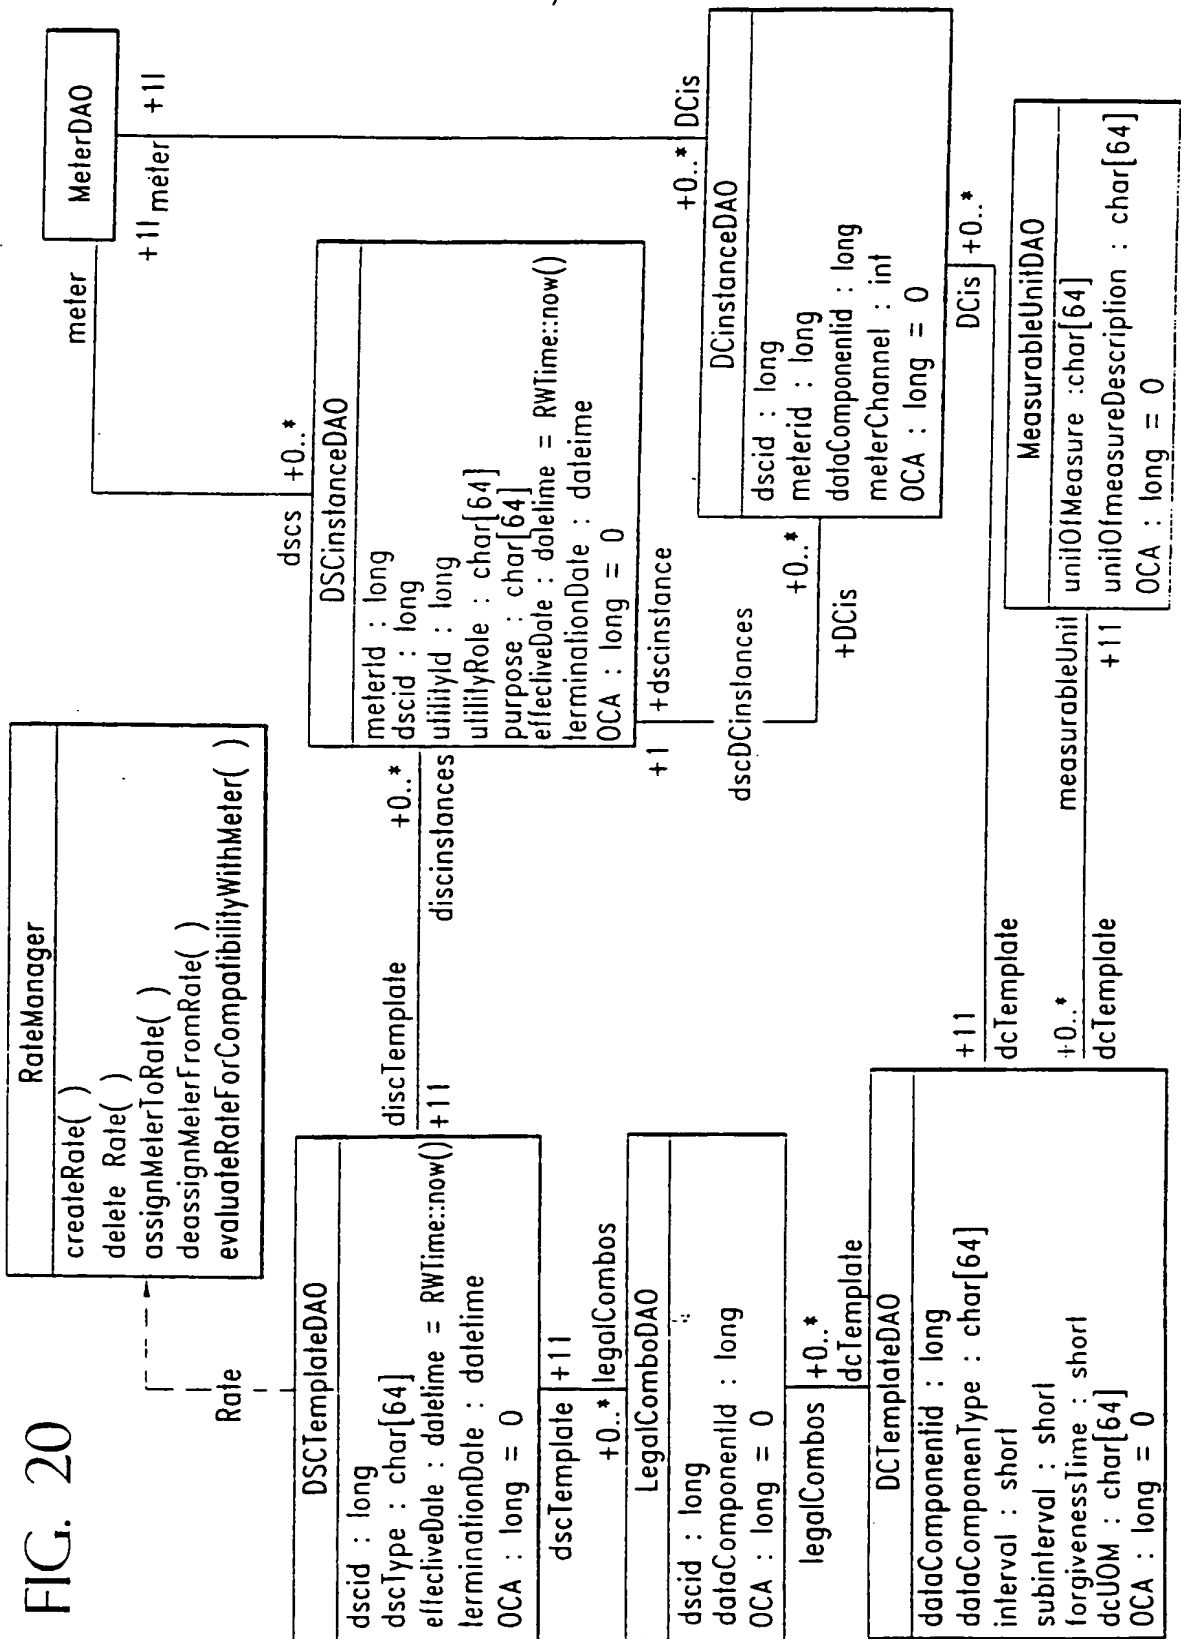 FIG. 20
RateManager
createRate( )
delete Rate( )
assignMeterToRate( )
deassignMeterFromRate( )
evaluateRateForCompatibilityWithMeter( )
MeterDAO
meter
+11 meter
+11
Rate
DSCTemplateDAO
dscid : long
dscType : char[64]
effectiveDate : datetime = RWTime::now()
terminationDate : datetime
OCA : long = 0
discTemplate
+11
+0..*
discinstances
dscs
+0..*
DSCinstanceDAO
meterId : long
dscid : long
utilityId : long
utilityRole : char[64]
purpose : char[64]
effectiveDate : datetime = RWTime::now()
terminationDate : dateime
OCA : long = 0
+1
+dscinstance
dscDCinstances
+0..*
+DCis
+0..*
DCis
DCinstanceDAO
dscid : long
meterid : long
dataComponentid : long
meterChannel : int
OCA : long = 0
DCis
+0..*
dscTemplate
+11
+0..*
legalCombos
LegalComboDAO
dscid : long
dataComponentId : long
OCA : long = 0
legalCombos
+0..*
dcTemplate
DCTemplateDAO
dataComponentid : long
dataComponenType : char[64]
interval : short
subinterval : short
forgivenessTime : short
dcUOM : char[64]
OCA : long = 0
+11
dcTemplate
+0..*
dcTemplate
measurableUnit
+11
MeasurableUnitDAO
unitOfMeasure :char[64]
unitOfmeasureDescription : char[64]
OCA : long = 0